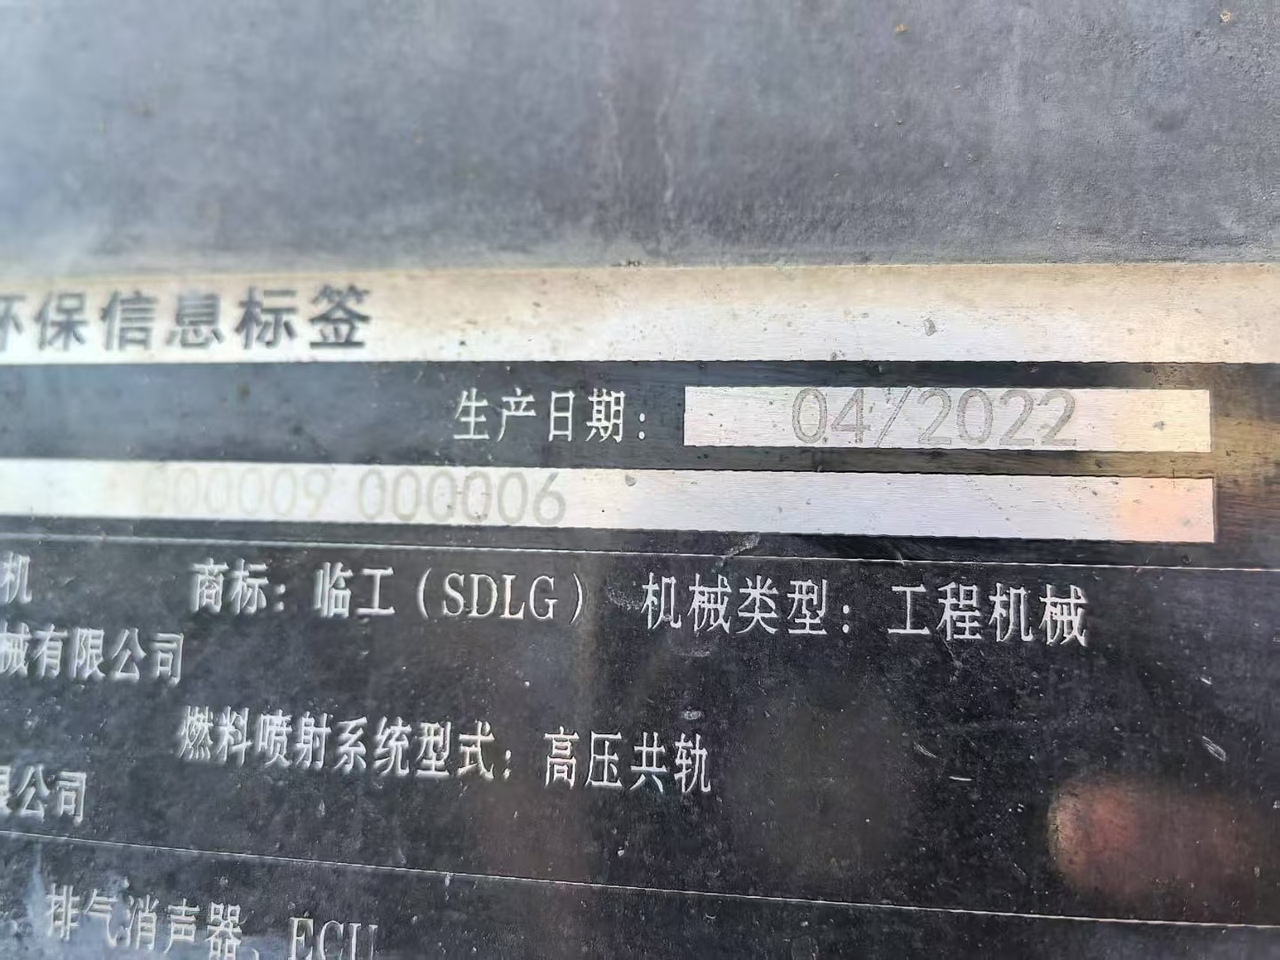 环保信息标签
生产日期：04/2022
000009 000006
机 商标：临工（SDLG） 机械类型：工程机械
械有限公司
燃料喷射系统型式：高压共轨
限公司
排气消声器、ECU